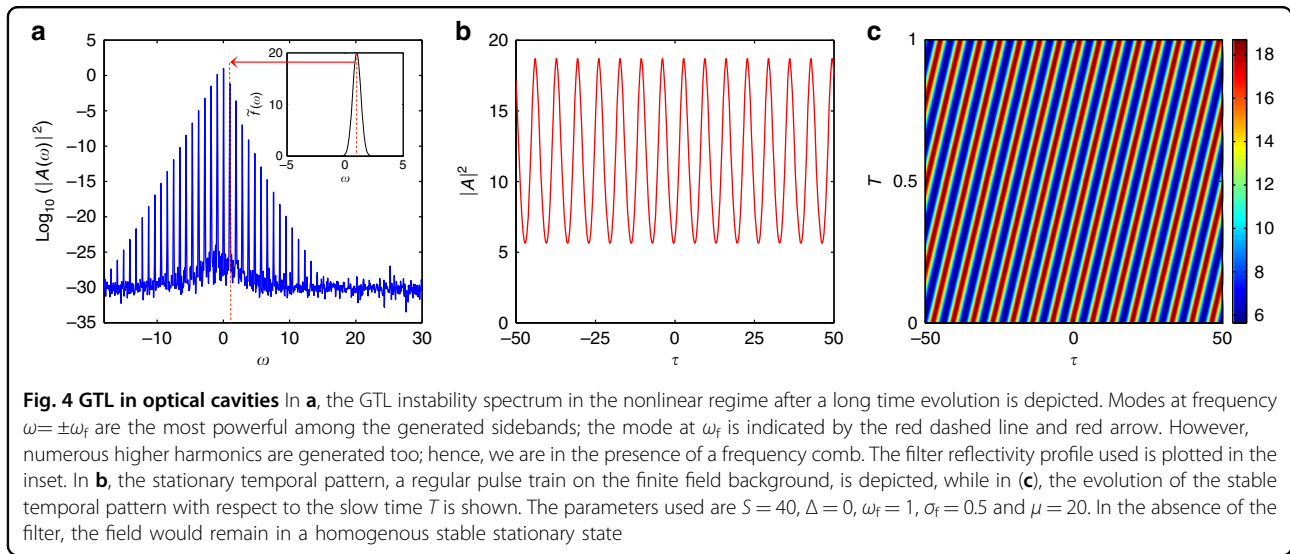 a
5
0
−5
−10
−15
−20
−25
−30
−35
Log10 (|A(ω)|²)
−10
0
10
20
30
ω
20
10
0
f̃(ω)
−5
0
5
ω
b
20
15
10
5
0
|A|²
−50
−25
0
25
50
τ
c
1
0.5
0
T
−50
0
50
τ
18
16
14
12
10
8
6
Fig. 4 GTL in optical cavities In a, the GTL instability spectrum in the nonlinear regime after a long time evolution is depicted. Modes at frequency
ω= ±ωf are the most powerful among the generated sidebands; the mode at ωf is indicated by the red dashed line and red arrow. However,
numerous higher harmonics are generated too; hence, we are in the presence of a frequency comb. The filter reflectivity profile used is plotted in the
inset. In b, the stationary temporal pattern, a regular pulse train on the finite field background, is depicted, while in (c), the evolution of the stable
temporal pattern with respect to the slow time T is shown. The parameters used are S = 40, Δ = 0, ωf = 1, σf = 0.5 and μ = 20. In the absence of the
filter, the field would remain in a homogenous stable stationary state